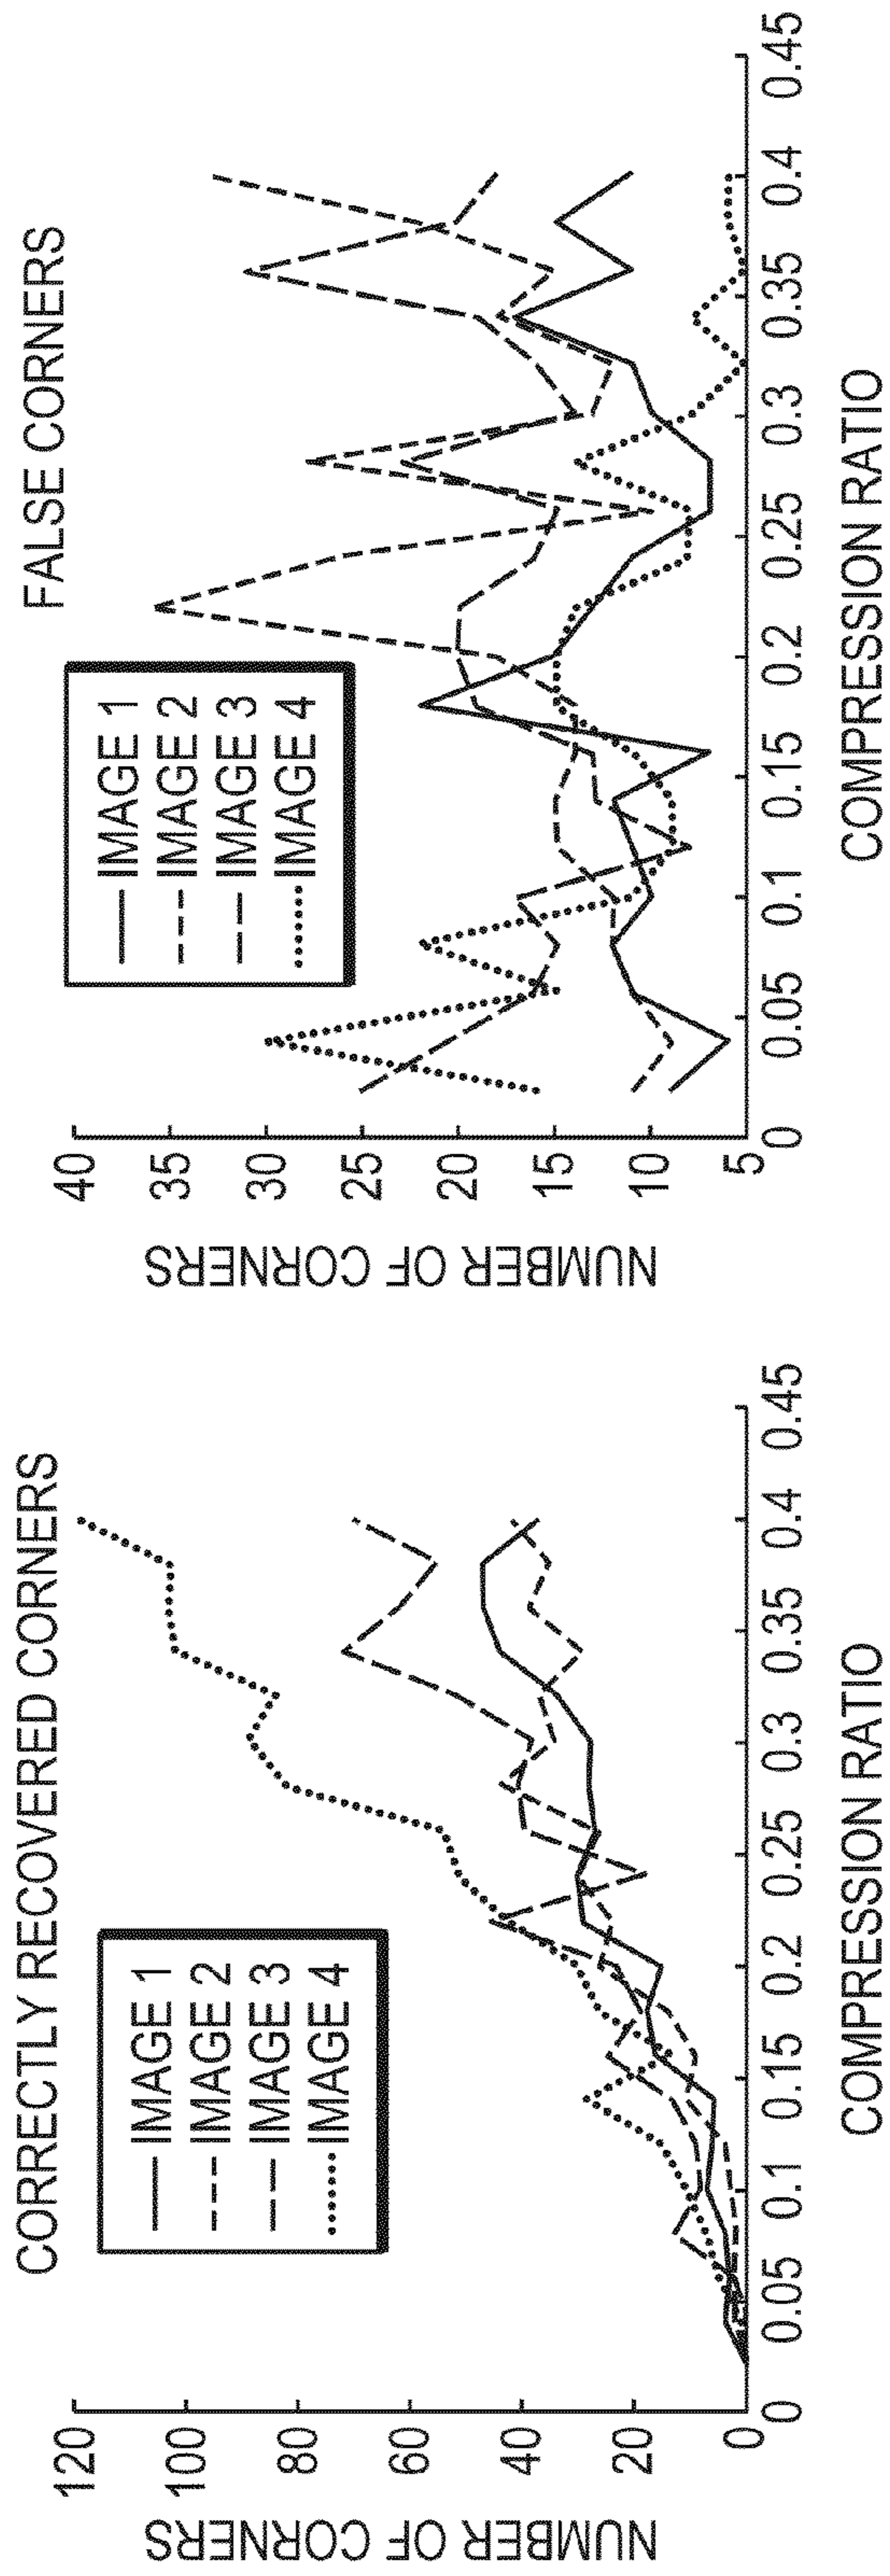 CORRECTLY RECOVERED CORNERS
NUMBER OF CORNERS
120
100
80
60
40
20
0
IMAGE 1
IMAGE 2
IMAGE 3
IMAGE 4
0 0.05 0.1 0.15 0.2 0.25 0.3 0.35 0.4 0.45
COMPRESSION RATIO
FALSE CORNERS
NUMBER OF CORNERS
40
35
30
25
20
15
10
5
IMAGE 1
IMAGE 2
IMAGE 3
IMAGE 4
0 0.05 0.1 0.15 0.2 0.25 0.3 0.35 0.4 0.45
COMPRESSION RATIO